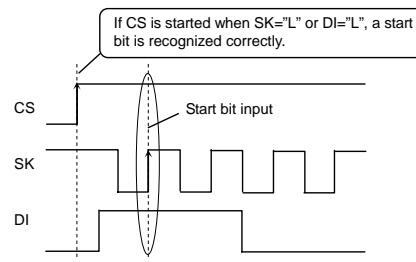 If CS is started when SK=”L” or DI=”L”, a start
bit is recognized correctly.
CS
Start bit input
SK
DI